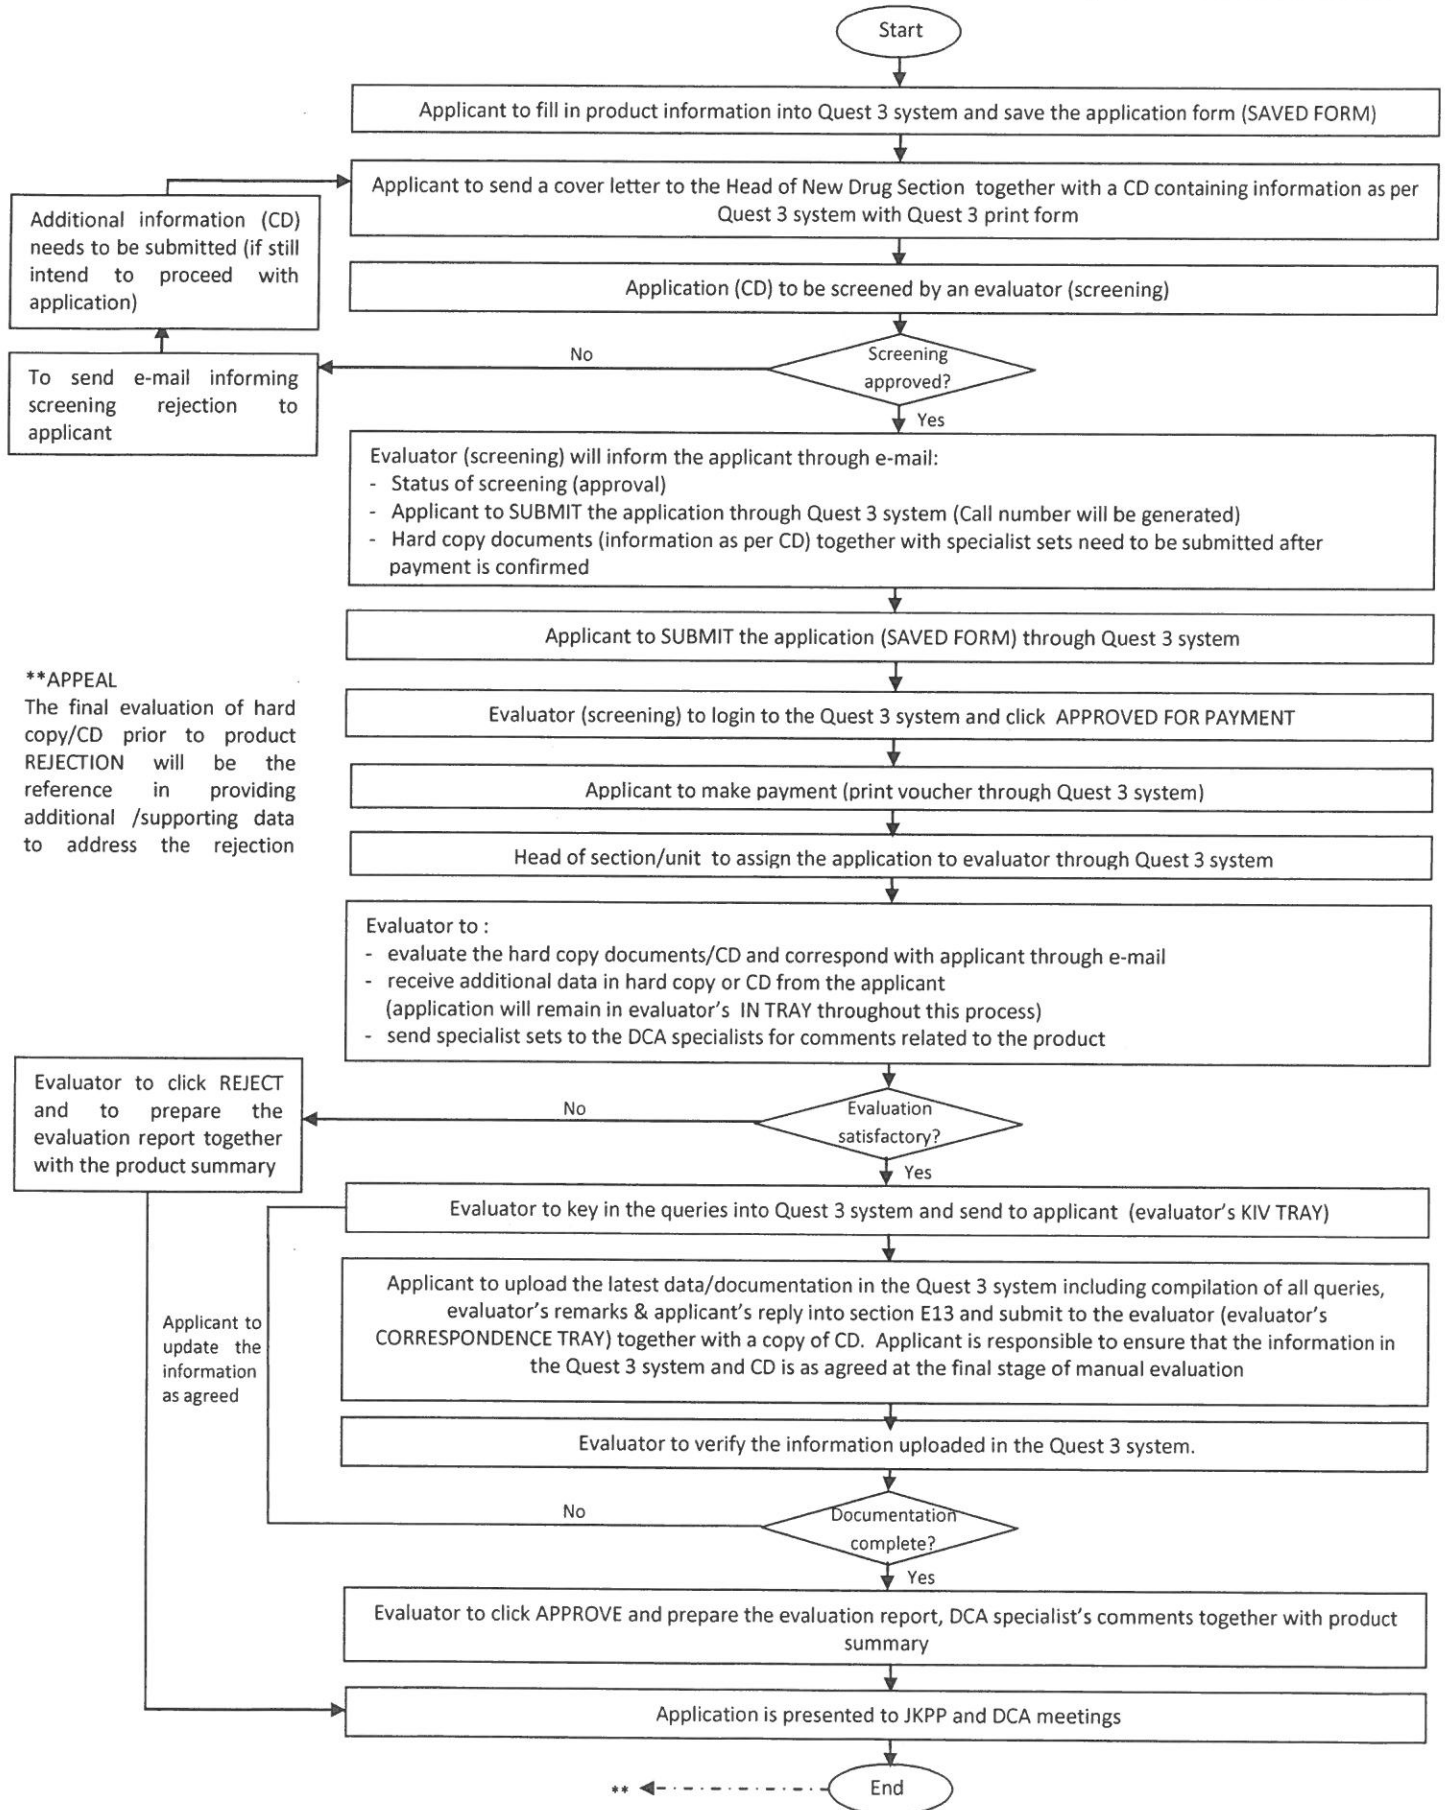 Start
Applicant to fill in product information into Quest 3 system and save the application form (SAVED FORM)
Applicant to send a cover letter to the Head of New Drug Section together with a CD containing information as per
Quest 3 system with Quest 3 print form
Additional information (CD)
needs to be submitted (if still
intend to proceed with
application)
Application (CD) to be screened by an evaluator (screening)
Screening
approved?
No
To send e-mail informing
screening rejection to
applicant
Yes
Evaluator (screening) will inform the applicant through e-mail:
- Status of screening (approval)
- Applicant to SUBMIT the application through Quest 3 system (Call number will be generated)
- Hard copy documents (information as per CD) together with specialist sets need to be submitted after
payment is confirmed
Applicant to SUBMIT the application (SAVED FORM) through Quest 3 system
**APPEAL
The final evaluation of hard
copy/CD prior to product
REJECTION will be the
reference in providing
additional /supporting data
to address the rejection
Evaluator (screening) to login to the Quest 3 system and click APPROVED FOR PAYMENT
Applicant to make payment (print voucher through Quest 3 system)
Head of section/unit to assign the application to evaluator through Quest 3 system
Evaluator to :
- evaluate the hard copy documents/CD and correspond with applicant through e-mail
- receive additional data in hard copy or CD from the applicant
(application will remain in evaluator's IN TRAY throughout this process)
- send specialist sets to the DCA specialists for comments related to the product
Evaluation
satisfactory?
No
Evaluator to click REJECT
and to prepare the
evaluation report together
with the product summary
Yes
Evaluator to key in the queries into Quest 3 system and send to applicant (evaluator's KIV TRAY)
Applicant to upload the latest data/documentation in the Quest 3 system including compilation of all queries,
evaluator's remarks & applicant's reply into section E13 and submit to the evaluator (evaluator's
CORRESPONDENCE TRAY) together with a copy of CD. Applicant is responsible to ensure that the information in
the Quest 3 system and CD is as agreed at the final stage of manual evaluation
Applicant to
update the
information
as agreed
Evaluator to verify the information uploaded in the Quest 3 system.
Documentation
complete?
No
Yes
Evaluator to click APPROVE and prepare the evaluation report, DCA specialist's comments together with product
summary
Application is presented to JKPP and DCA meetings
End
**